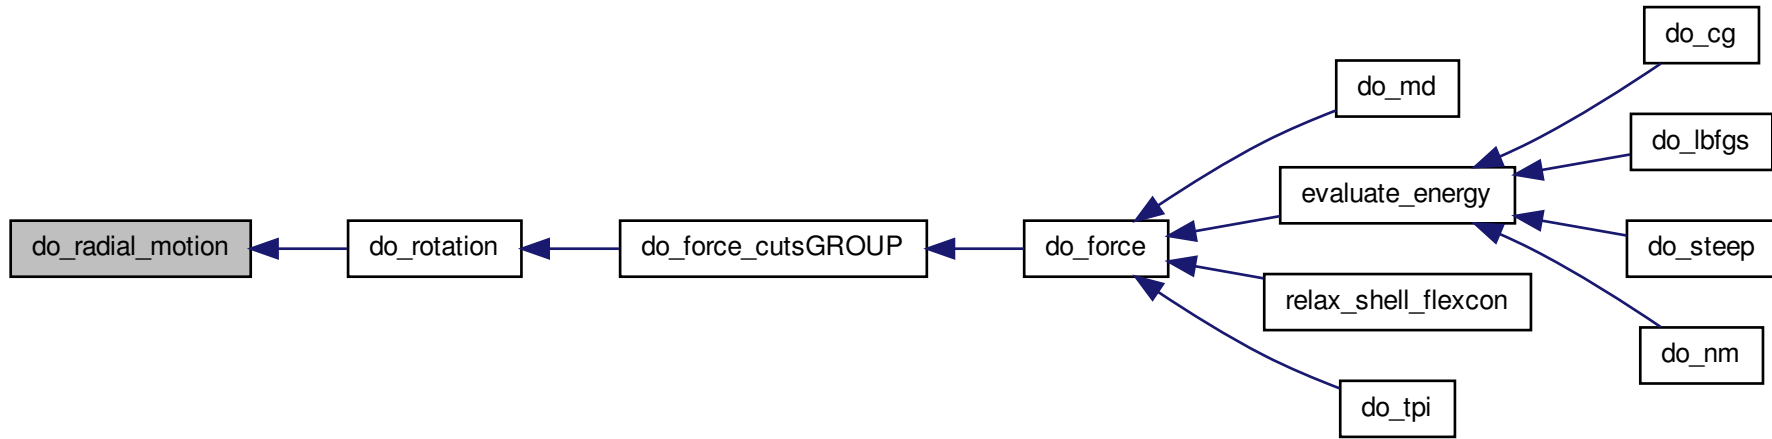 do_radial_motion
do_rotation
do_force_cutsGROUP
do_force
do_md
evaluate_energy
relax_shell_flexcon
do_tpi
do_cg
do_lbfgs
do_steep
do_nm